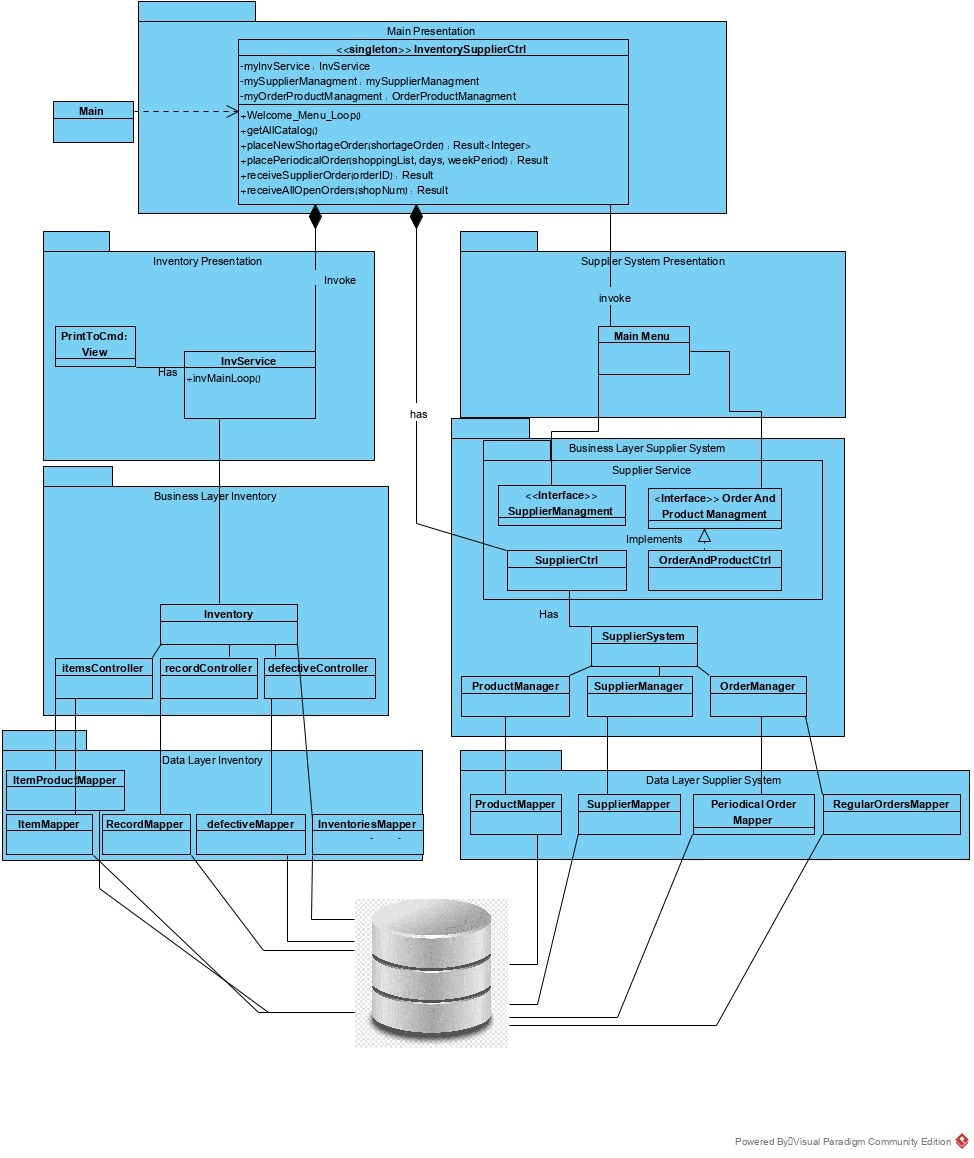 Main Presentation
<<singleton>> InventorySupplierCtrl
-myInvService : InvService
-mySupplierManagment : mySupplierManagment
-myOrderProductManagment : OrderProductManagment
+Welcome_Menu_Loop()
+getAllCatalog()
+placeNewShortageOrder(shortageOrder) : Result<Integer>
+placePeriodicalOrder(shoppingList, days, weekPeriod) : Result
+receiveSupplierOrder(orderID) : Result
+receiveAllOpenOrders(shopNum) : Result
Main
Inventory Presentation
Invoke
PrintToCmd:
View
Has
InvService
+invMainLoop()
has
Supplier System Presentation
invoke
Main Menu
Business Layer Inventory
Inventory
itemsController
recordController
defectiveController
Business Layer Supplier System
Supplier Service
<<Interface>>
SupplierManagment
<Interface>> Order And
Product Managment
Implements
SupplierCtrl
OrderAndProductCtrl
Has
SupplierSystem
ProductManager
SupplierManager
OrderManager
Data Layer Inventory
ItemProductMapper
ItemMapper
RecordMapper
defectiveMapper
InventoriesMapper
Data Layer Supplier System
ProductMapper
SupplierMapper
Periodical Order
Mapper
RegularOrdersMapper
Powered By Visual Paradigm Community Edition